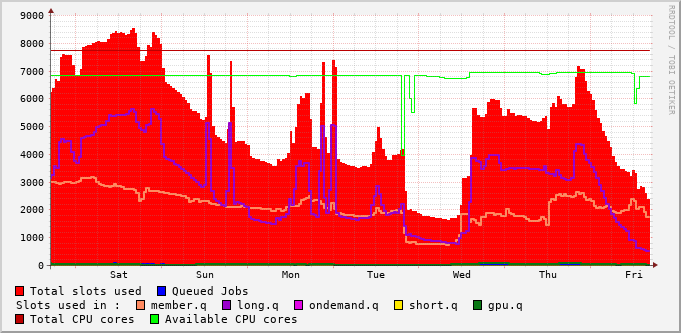 9000
8000
7000
6000
5000
4000
3000
2000
1000
0
Sat Sun Mon Tue Wed Thu Fri
RRDTOOL / TOBI OETIKER
Total slots used Queued Jobs
Slots used in : member.q long.q ondemand.q short.q gpu.q
Total CPU cores Available CPU cores